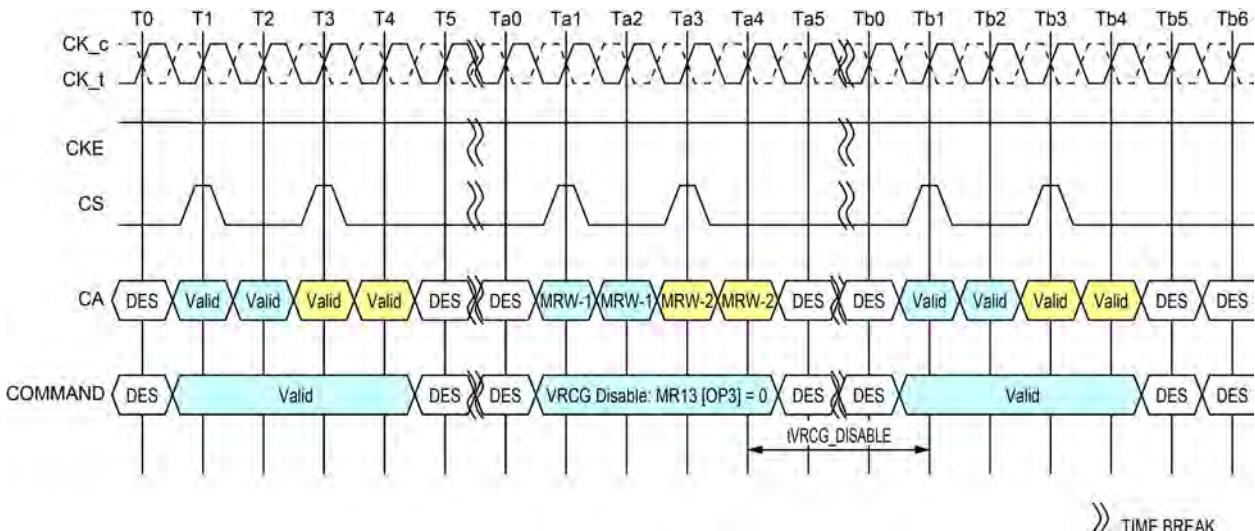 T0 T1 T2 T3 T4 T5 Ta0 Ta1 Ta2 Ta3 Ta4 Ta5 Tb0 Tb1 Tb2 Tb3 Tb4 Tb5 Tb6
CK_c
CK_t
CKE
CS
CA DES Valid Valid Valid Valid DES DES MRW-1 MRW-1 MRW-2 MRW-2 DES DES Valid Valid Valid Valid DES DES
COMMAND DES Valid DES DES VRCG Disable: MR13 [OP3] = 0 DES DES Valid DES DES
tVRCG_DISABLE
TIME BREAK